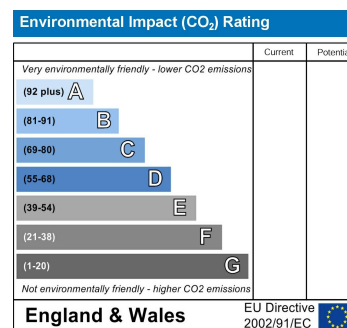 Environmental Impact (CO₂) Rating
Current Potentia
Very environmentally friendly - lower CO2 emissions
(92 plus) A
(81-91) B
(69-80) C
(55-68) D
(39-54) E
(21-38) F
(1-20) G
Not environmentally friendly - higher CO2 emissions
England & Wales
EU Directive
2002/91/EC